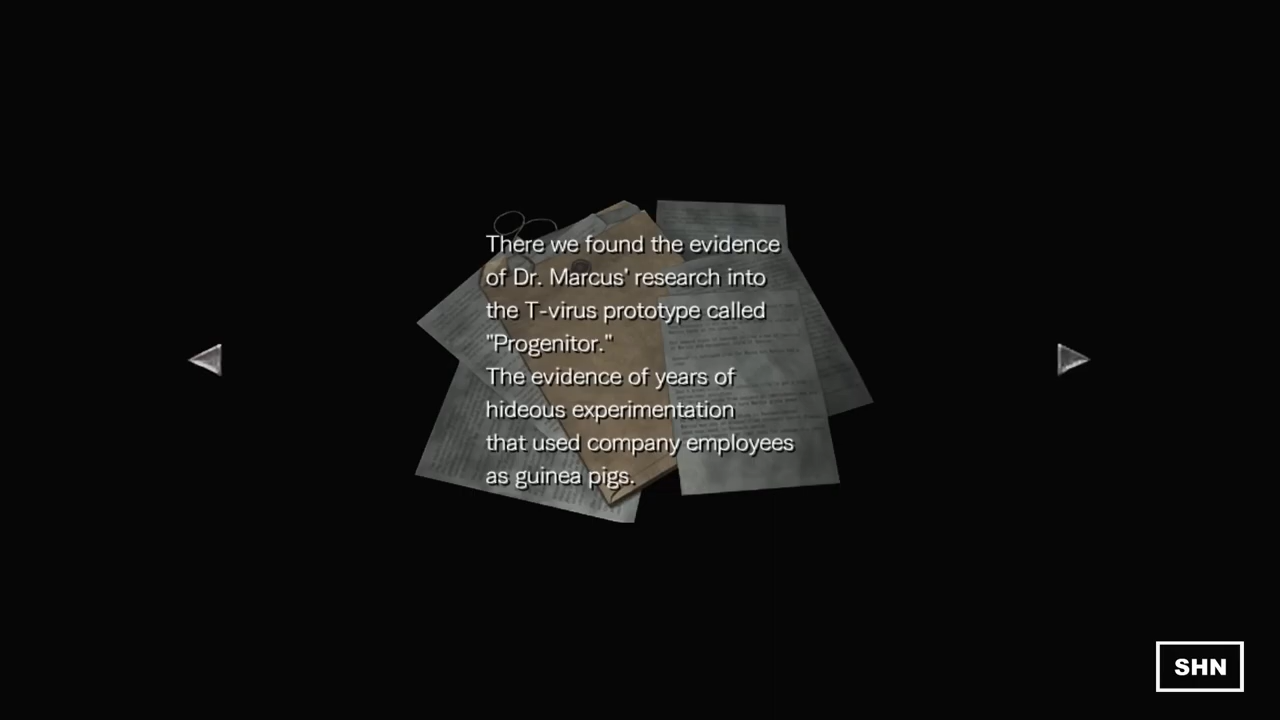 There we found the evidence
of Dr. Marcus' research into
the T-virus prototype called
"Progenitor."
The evidence of years of
hideous experimentation
that used company employees
as guinea pigs.
SHN